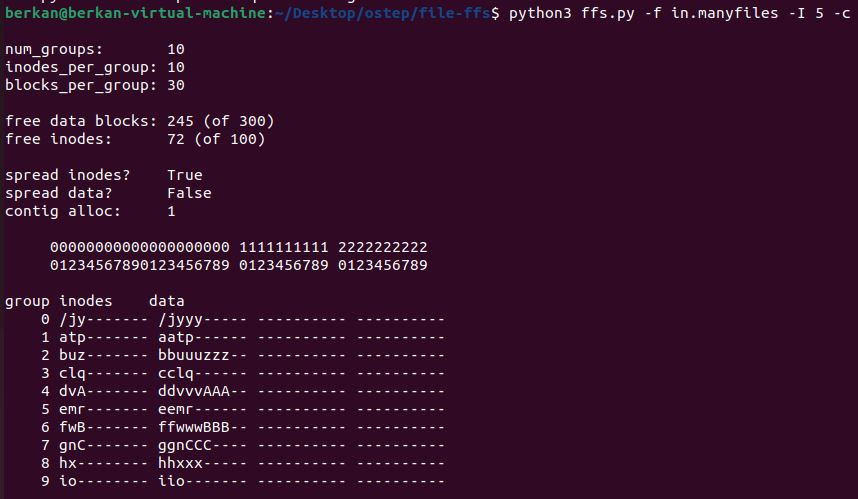 berkan@berkan-virtual-machine:~/Desktop/ostep/file-ffs$ python3 ffs.py -f in.manyfiles -I 5 -c
num_groups:       10
inodes_per_group: 10
blocks_per_group: 30
free data blocks: 245 (of 300)
free inodes:      72 (of 100)
spread inodes?    True
spread data?      False
contig alloc:     1
     00000000000000000000 1111111111 2222222222
     01234567890123456789 0123456789 0123456789
group inodes    data
    0 /jy------- /jyyy----- ---------- ----------
    1 atp------- aatp------ ---------- ----------
    2 buz------- bbuuuzzz-- ---------- ----------
    3 clq------- cclq------ ---------- ----------
    4 dvA------- ddvvvAAA-- ---------- ----------
    5 emr------- eemr------ ---------- ----------
    6 fwB------- ffwwwBBB-- ---------- ----------
    7 gnC------- ggnCCC---- ---------- ----------
    8 hx-------- hhxxx----- ---------- ----------
    9 io-------- iio------- ---------- ----------